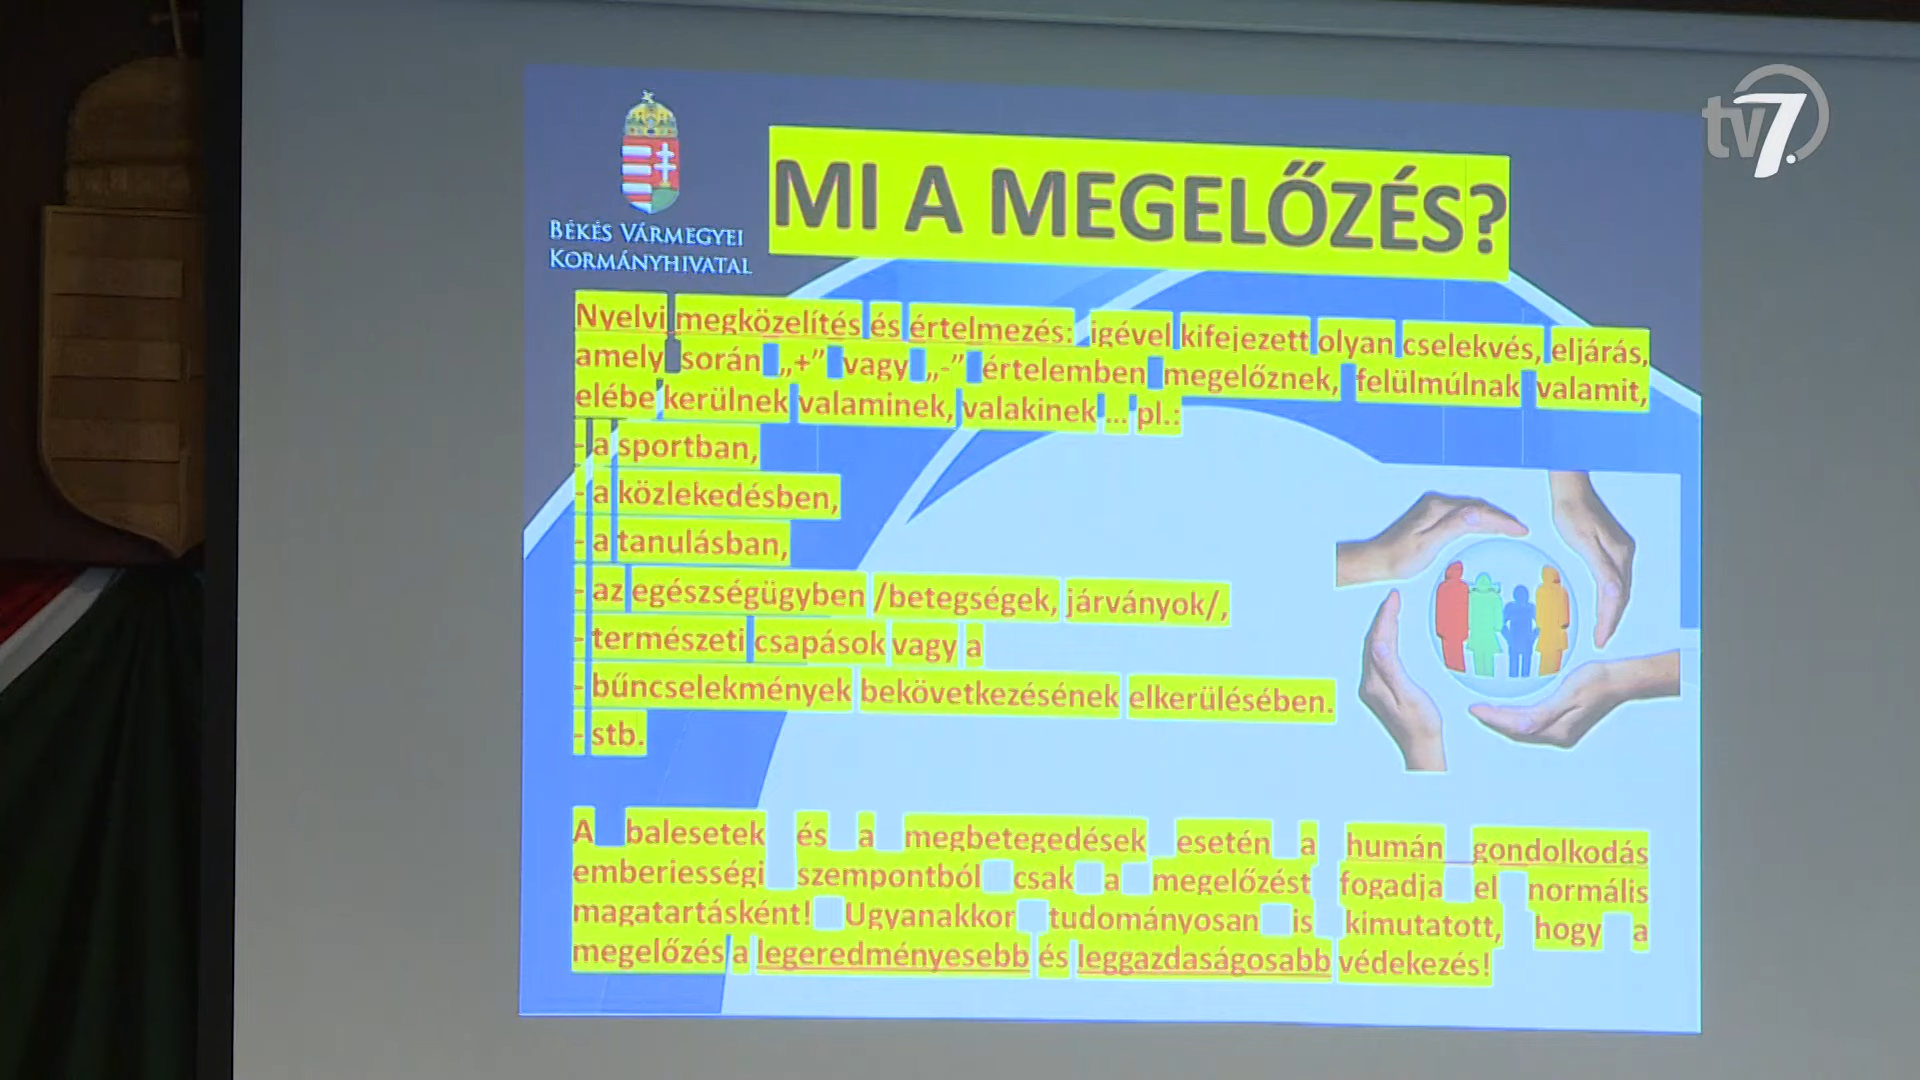 tv7.
BÉKÉS VÁRMEGYEI
KORMÁNYHIVATAL
MI A MEGELŐZÉS?
Nyelvi megközelítés és értelmezés: igével kifejezett olyan cselekvés, eljárás,
amely során „+” vagy „-” értelemben megelőznek, felülmúlnak valamit,
elébe kerülnek valaminek, valakinek ... pl.:
- a sportban,
- a közlekedésben,
- a tanulásban,
- az egészségügyben /betegségek, járványok/,
- természeti csapások vagy a
- bűncselekmények bekövetkezésének elkerülésében.
- stb.
A balesetek és a megbetegedések esetén a humán gondolkodás
emberiességi szempontból csak a megelőzést fogadja el normális
magatartásként! Ugyanakkor tudományosan is kimutatott, hogy a
megelőzés a legeredményesebb és leggazdaságosabb védekezés!